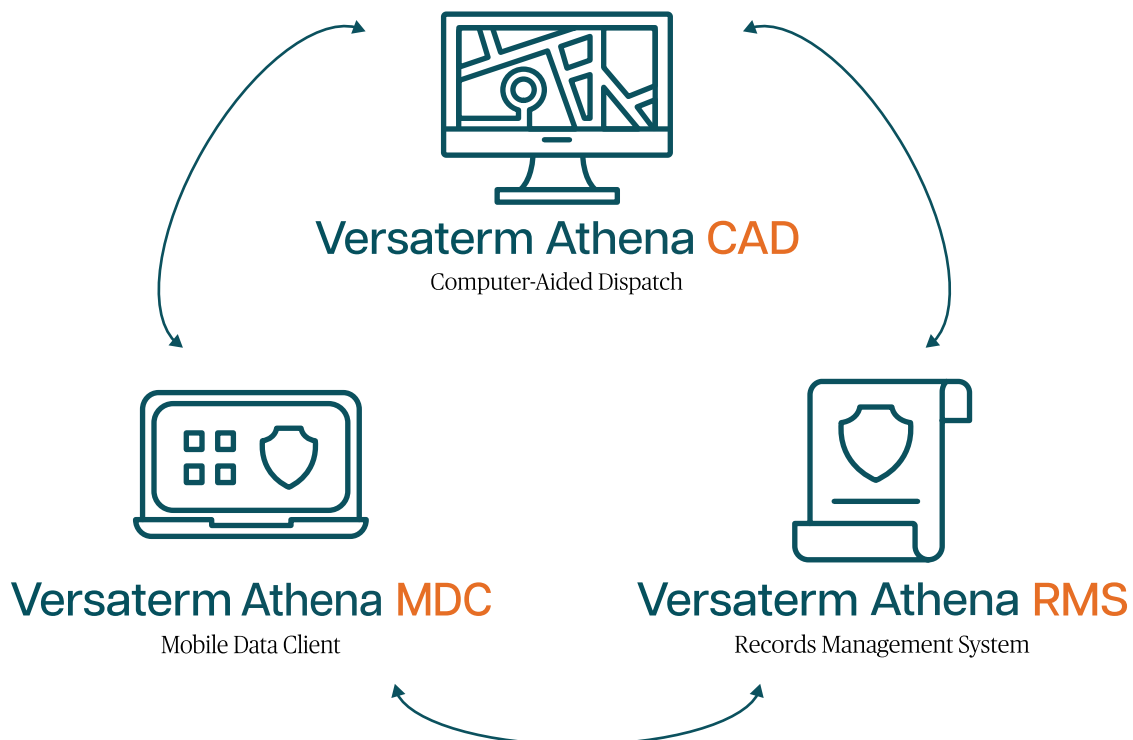 Versaterm Athena CAD
Computer-Aided Dispatch
Versaterm Athena MDC
Mobile Data Client
Versaterm Athena RMS
Records Management System